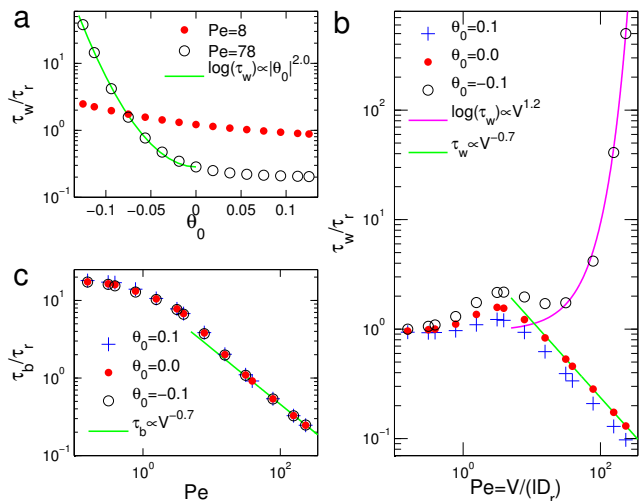 a
τ_w/τ_r
10^1
10^0
10^-1
Pe=8
Pe=78
log(τ_w)∝|θ_0|^2.0
−0.1
−0.05
0
0.05
0.1
θ_0
b
τ_w/τ_r
10^2
10^1
10^0
10^-1
θ_0=0.1
θ_0=0.0
θ_0=−0.1
log(τ_w)∝V^1.2
τ_w∝V^-0.7
10^0
10^2
Pe=V/(lD_r)
c
τ_b/τ_r
10^1
10^0
10^-1
θ_0=0.1
θ_0=0.0
θ_0=−0.1
τ_b∝V^-0.7
10^0
10^2
Pe